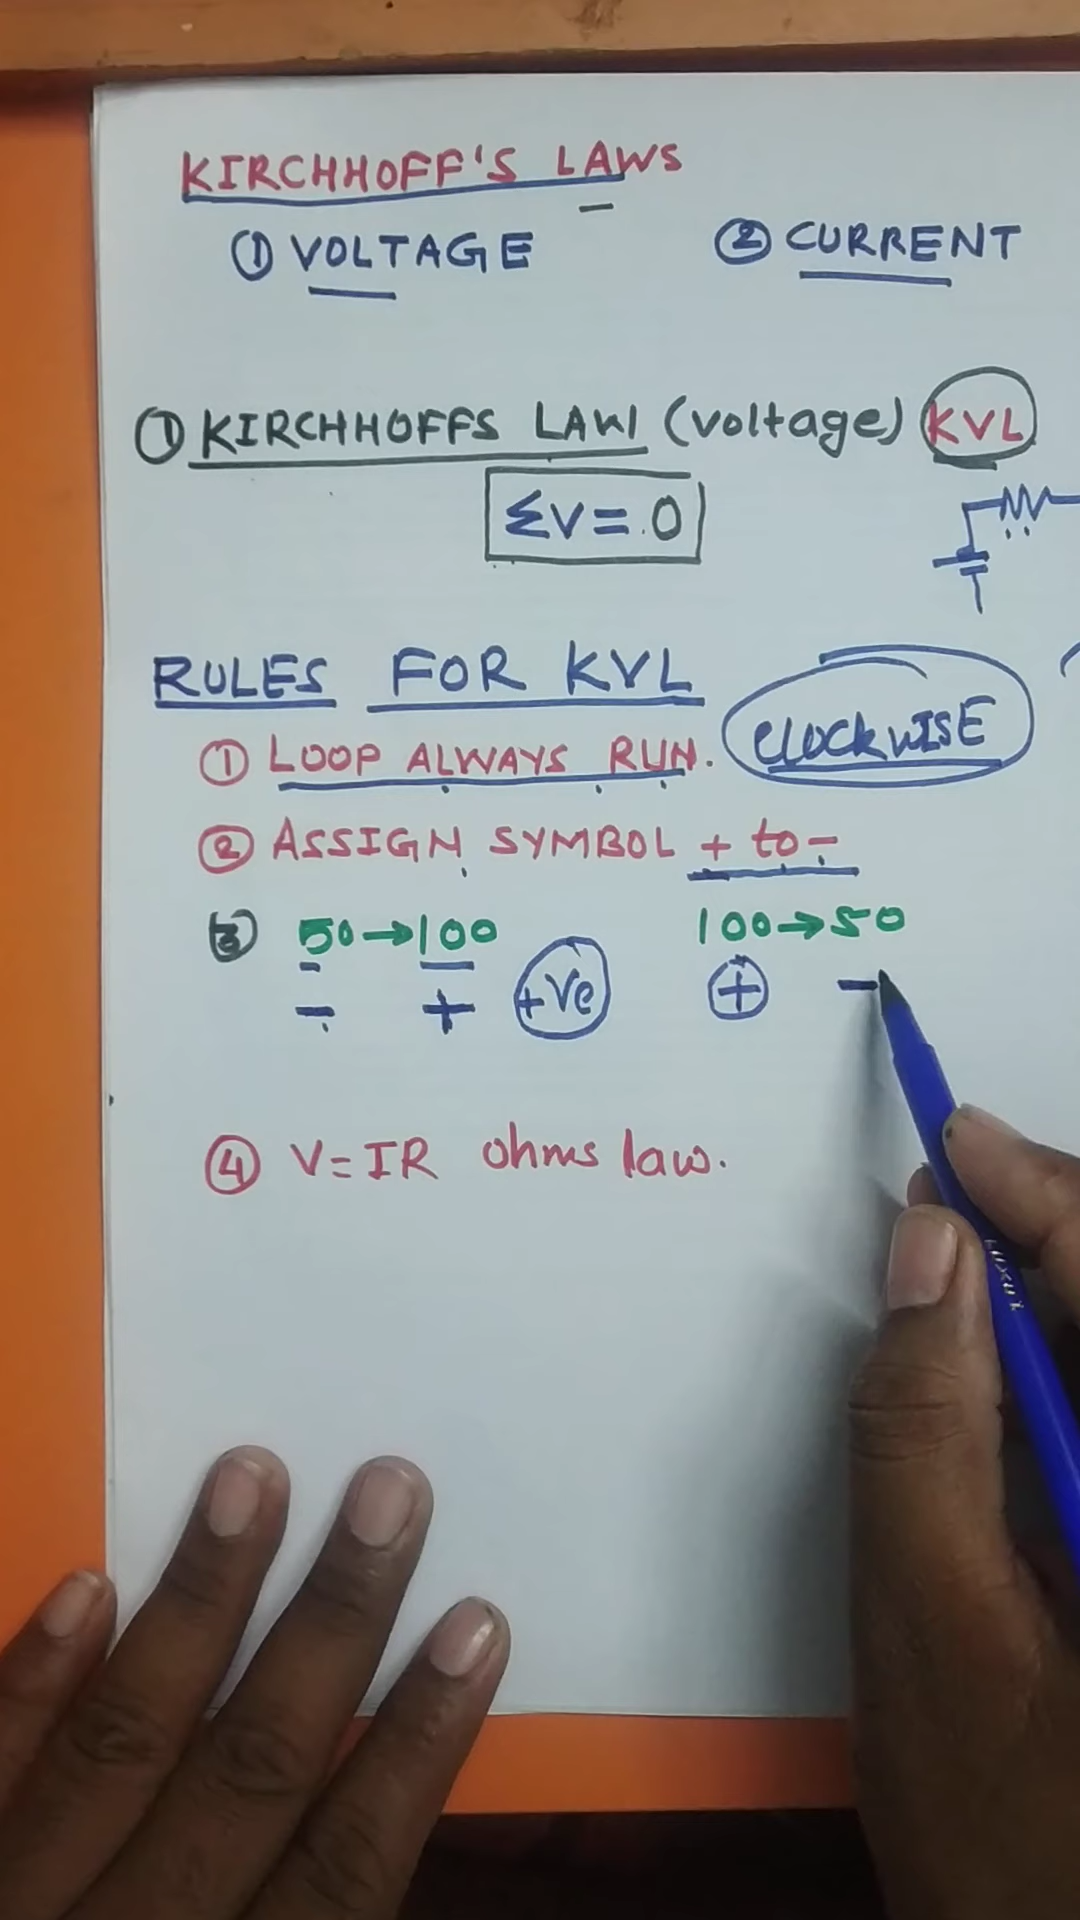 KIRCHHOFF'S LAWS
① VOLTAGE ② CURRENT
① KIRCHHOFFS LAW (voltage) KVL
ΣV=0
RULES FOR KVL
① LOOP ALWAYS RUN. CLOCKWISE
② ASSIGN SYMBOL + to -
③ 50→100 100→50
- + +Ve + -
④ V=IR ohms law.